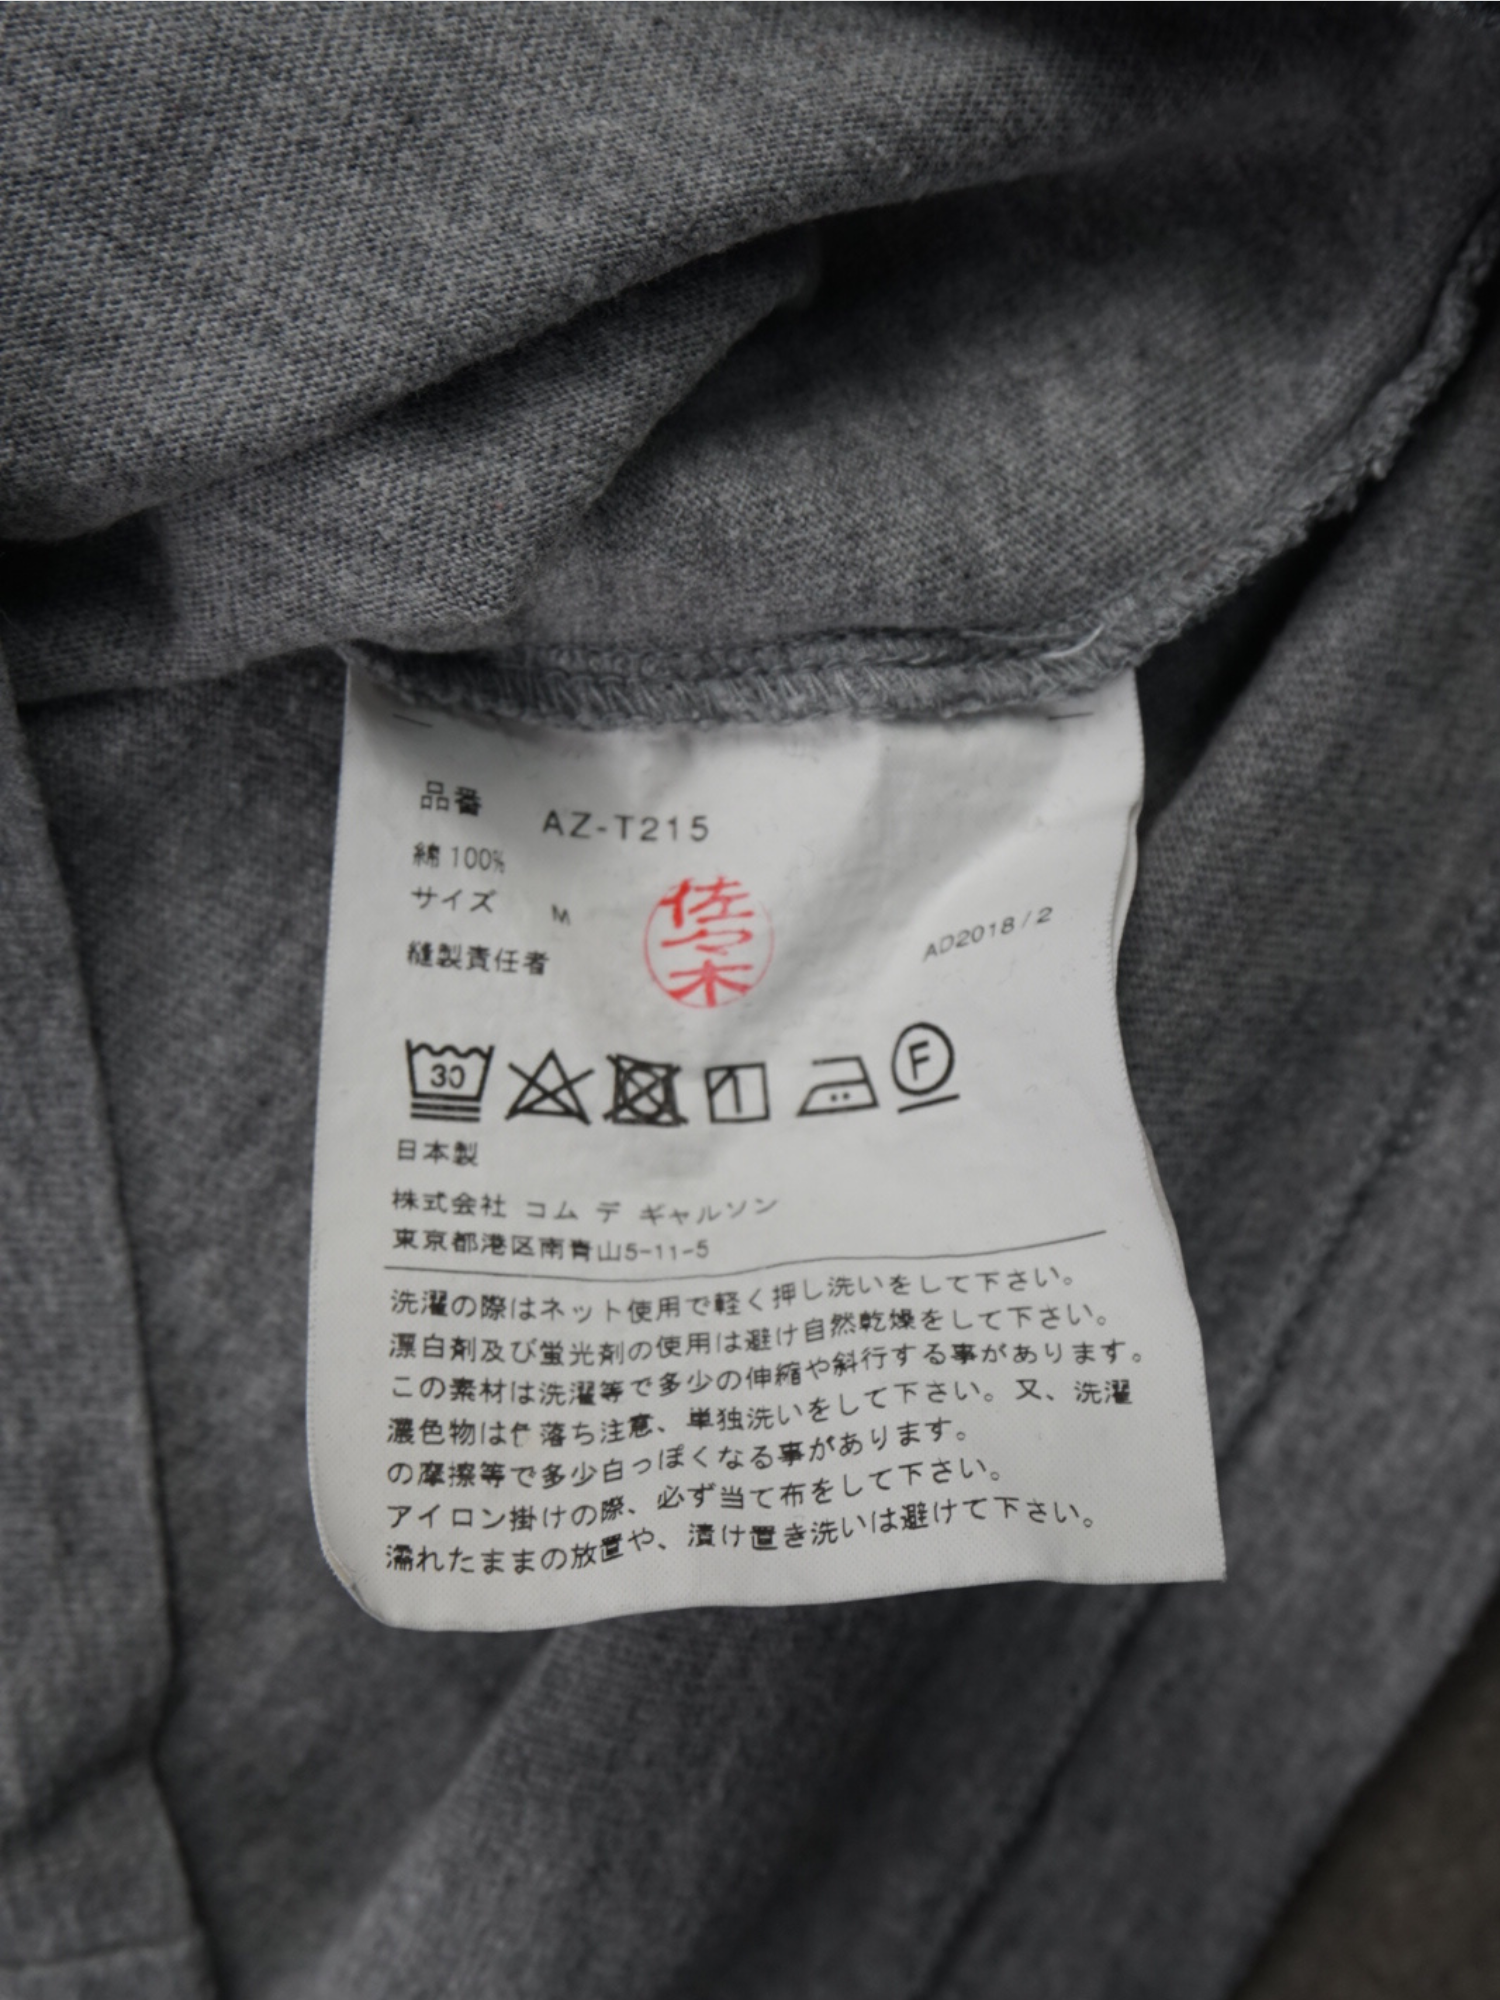 品番 AZ-T215
綿 100%
サイズ M
佐々木
縫製責任者
AD2018/2
30
F
日本製
株式会社 コム デ ギャルソン
東京都港区南青山5-11-5
洗濯の際はネット使用で軽く押し洗いをして下さい。
漂白剤及び蛍光剤の使用は避け自然乾燥をして下さい。
この素材は洗濯等で多少の伸縮や斜行する事があります。
濃色物は色落ち注意、単独洗いをして下さい。又、洗濯
の摩擦等で多少白っぽくなる事があります。
アイロン掛けの際、必ず当て布をして下さい。
濡れたままの放置や、漬け置き洗いは避けて下さい。